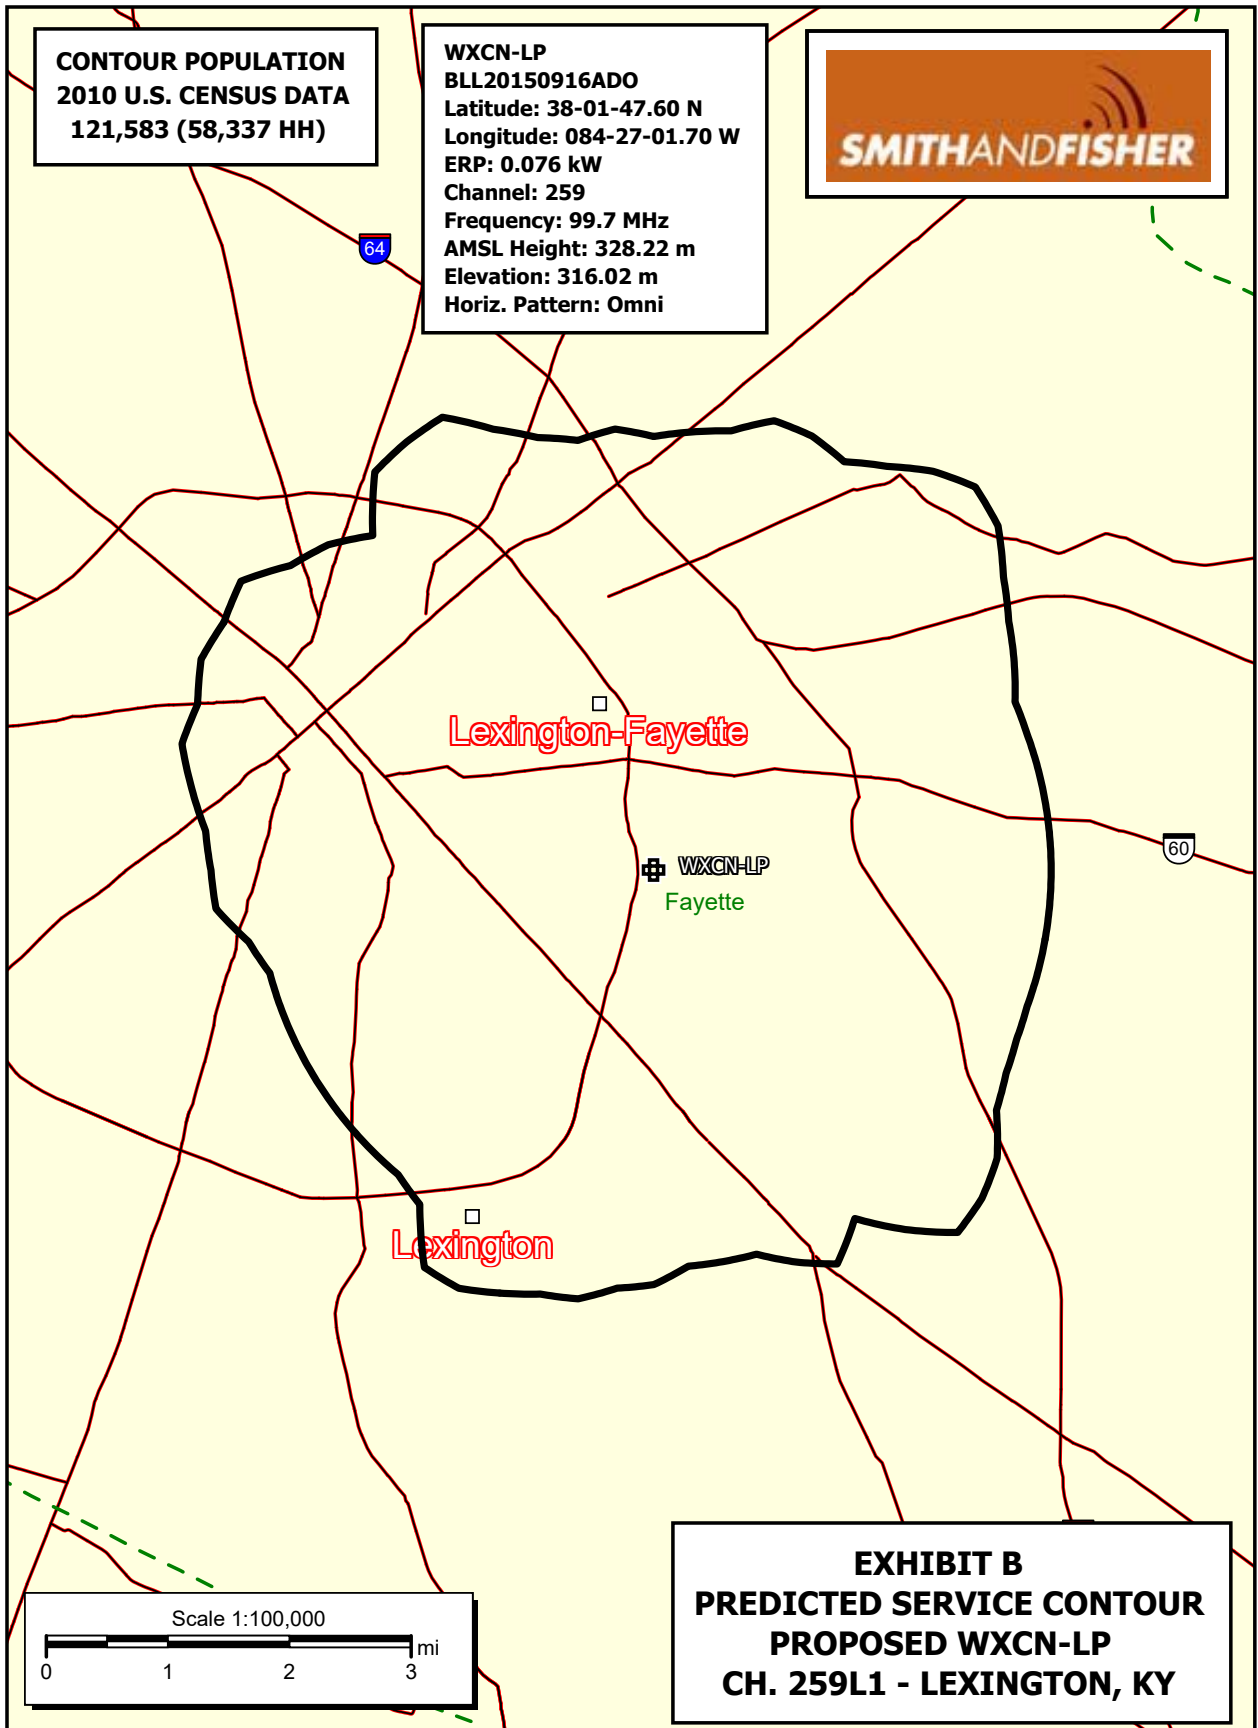 CONTOUR POPULATION
2010 U.S. CENSUS DATA
121,583 (58,337 HH)
WXCN-LP
BLL20150916ADO
Latitude: 38-01-47.60 N
Longitude: 084-27-01.70 W
ERP: 0.076 kW
Channel: 259
Frequency: 99.7 MHz
AMSL Height: 328.22 m
Elevation: 316.02 m
Horiz. Pattern: Omni
SMITHANDFISHER
64
Lexington-Fayette
60
WXCN-LP
Fayette
Lexington
Scale 1:100,000
mi
0 1 2 3
EXHIBIT B
PREDICTED SERVICE CONTOUR
PROPOSED WXCN-LP
CH. 259L1 - LEXINGTON, KY